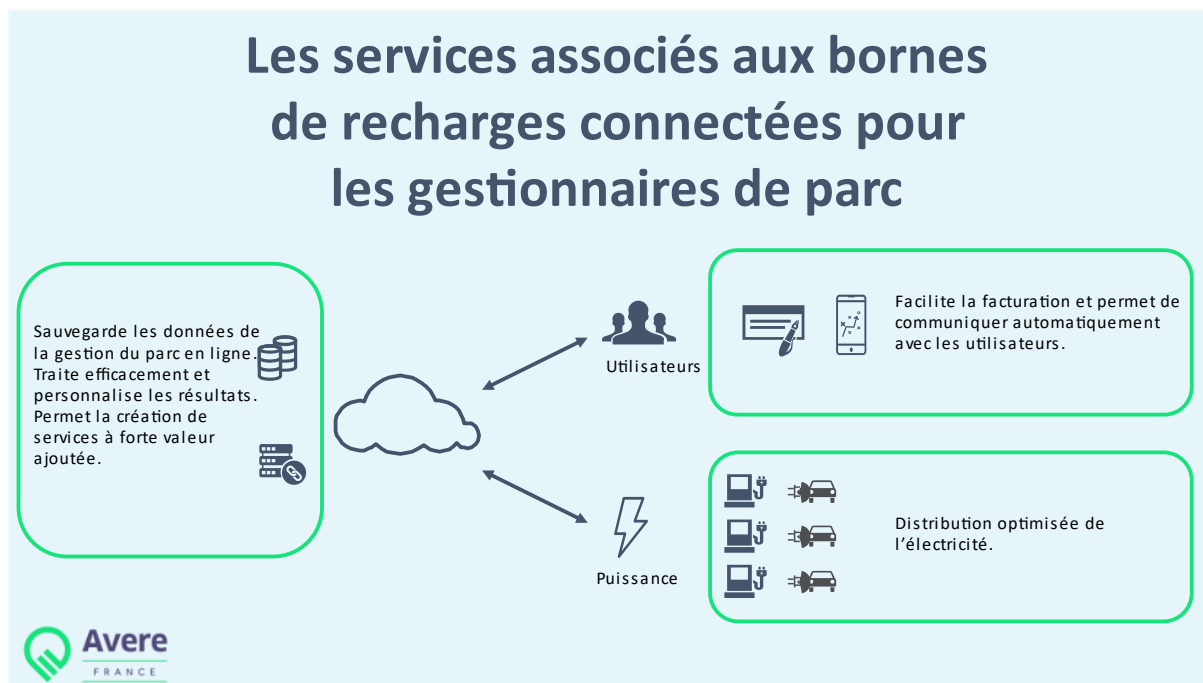 Les services associés aux bornes
de recharges connectées pour
les gestionnaires de parc
Sauvegarde les données de
la gestion du parc en ligne.
Traite efficacement et
personnalise les résultats.
Permet la création de
services à forte valeur
ajoutée.
Utilisateurs
Facilite la facturation et permet de
communiquer automatiquement
avec les utilisateurs.
Puissance
Distribution optimisée de
l’électricité.
Avere
FRANCE